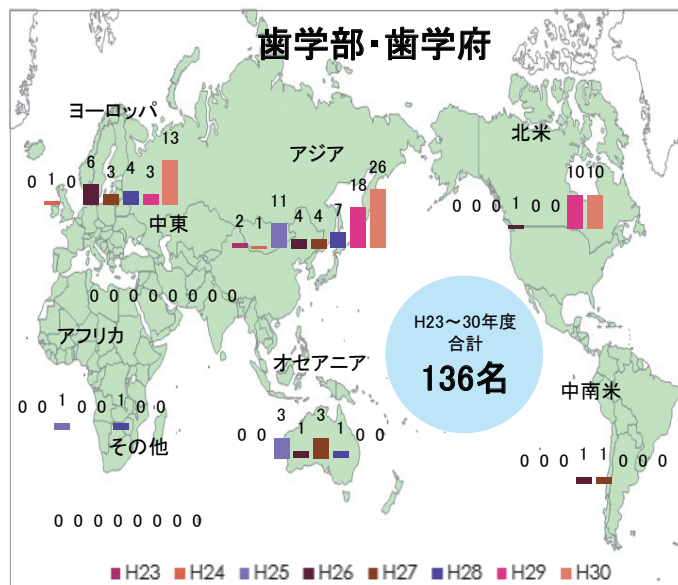 歯学部・歯学府
ヨーロッパ
0 1 0 6 3 4 3 13
アジア
2 1 11 4 4 7 18 26
北米
0 0 0 1 0 0 10 10
中東
0 0 0 0 0 0 0 0
アフリカ
0 0 1 0 0 1 0 0
オセアニア
0 0 3 1 3 1 0 0
H23～30年度
合計
136名
中南米
0 0 0 1 1 0 0 0
その他
0 0 0 0 0 0 0 0
H23 H24 H25 H26 H27 H28 H29 H30